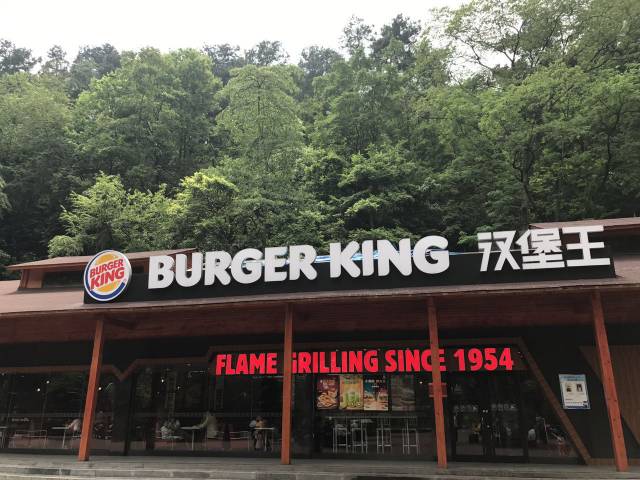 BURGER KING
BURGER KING 汉堡王
FLAME GRILLING SINCE 1954